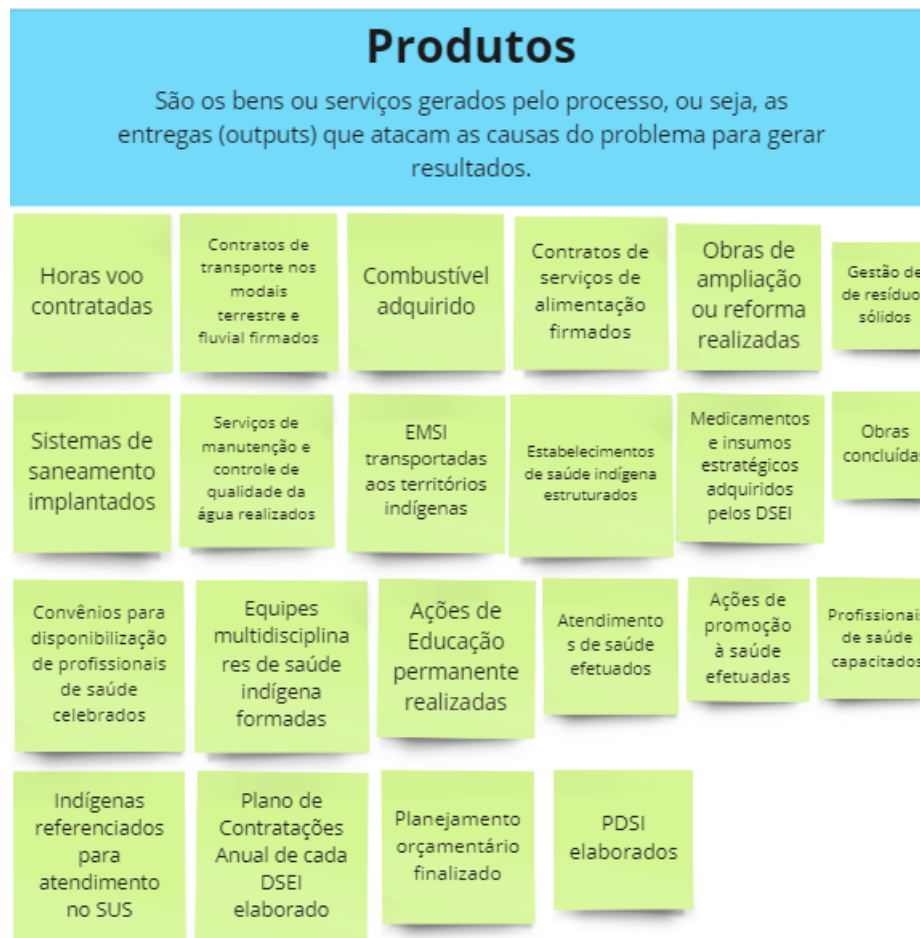 Produtos
São os bens ou serviços gerados pelo processo, ou seja, as
entregas (outputs) que atacam as causas do problema para gerar
resultados.
Horas voo
contratadas
Contratos de
transporte nos
modais
terrestre e
fluvial firmados
Combustível
adquirido
Contratos de
serviços de
alimentação
firmados
Obras de
ampliação
ou reforma
realizadas
Gestão de
de resíduo
sólidos
Sistemas de
saneamento
implantados
Serviços de
manutenção e
controle de
qualidade da
água realizados
EMSI
transportadas
aos territórios
indígenas
Estabelecimentos
de saúde indígena
estruturados
Medicamentos
e insumos
estratégicos
adquiridos
pelos DSEI
Obras
concluídas
Convênios para
disponibilização
de profissionais
de saúde
celebrados
Equipes
multidisciplina
res de saúde
indígena
formadas
Ações de
Educação
permanente
realizadas
Atendimento
s de saúde
efetuados
Ações de
promoção
à saúde
efetuadas
Profissionais
de saúde
capacitados
Indígenas
referenciados
para
atendimento
no SUS
Plano de
Contratações
Anual de cada
DSEI
elaborado
Planejamento
orçamentário
finalizado
PDSI
elaborados